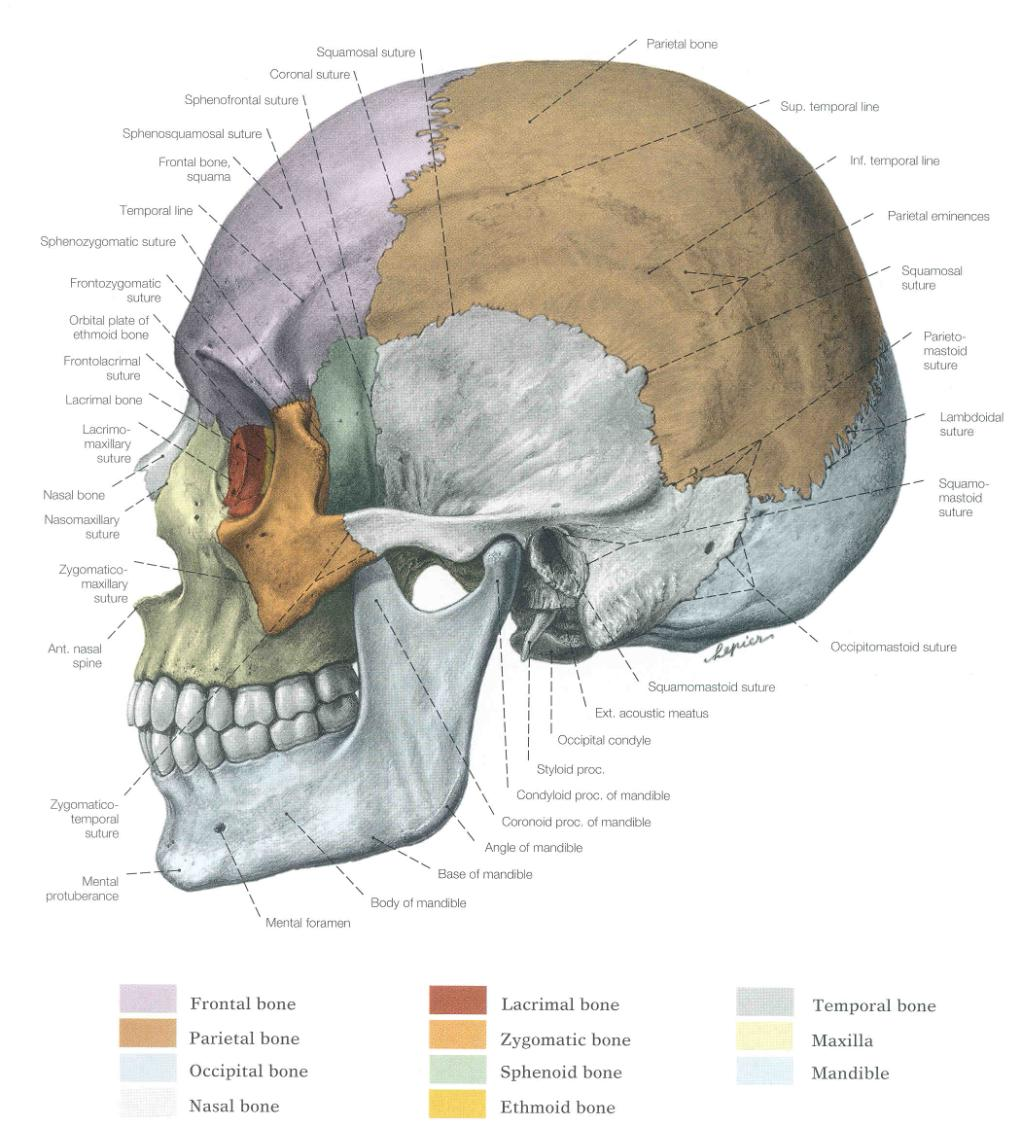 Squamosal suture
Coronal suture
Sphenofrontal suture
Sphenosquamosal suture
Frontal bone,
squama
Temporal line
Sphenozygomatic suture
Frontozygomatic
suture
Orbital plate of
ethmoid bone
Frontolacrimal
suture
Lacrimal bone
Lacrimo-
maxillary
suture
Nasal bone
Nasomaxillary
suture
Zygomatico-
maxillary
suture
Ant. nasal
spine
Zygomatico-
temporal
suture
Mental
protuberance
Parietal bone
Sup. temporal line
Inf. temporal line
Parietal eminences
Squamosal
suture
Parieto-
mastoid
suture
Lambdoidal
suture
Squamo-
mastoid
suture
Occipitomastoid suture
Lepier
Squamomastoid suture
Ext. acoustic meatus
Occipital condyle
Styloid proc.
Condyloid proc. of mandible
Coronoid proc. of mandible
Angle of mandible
Base of mandible
Body of mandible
Mental foramen
Frontal bone
Parietal bone
Occipital bone
Nasal bone
Lacrimal bone
Zygomatic bone
Sphenoid bone
Ethmoid bone
Temporal bone
Maxilla
Mandible